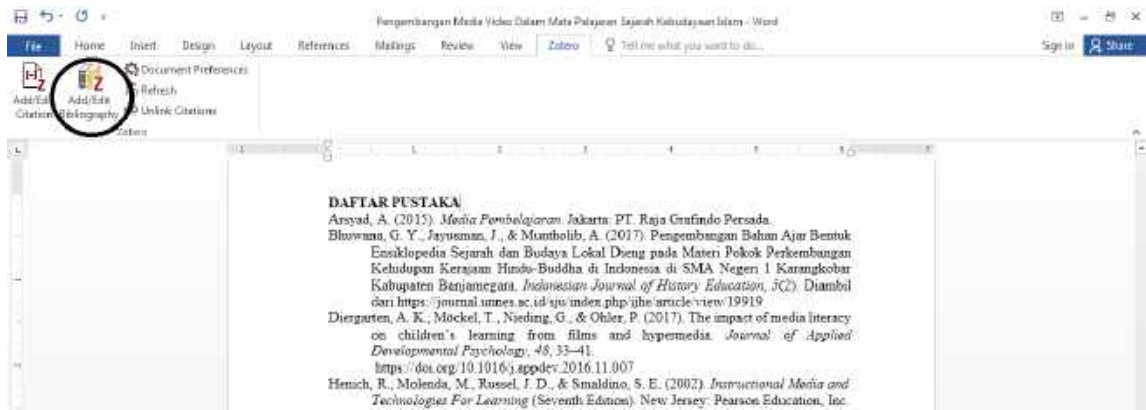 Pengembangan Media Video Dalam Mata Pelajaran Sejarah Kebudayaan Islam - Word
File Home Insert Design Layout References Mailings Review View Zotero Tell me what you want to do... Sign in Share
Document Preferences
Refresh
Unlink Citations
Add/Edit Citation
Add/Edit Bibliography
Zotero
DAFTAR PUSTAKA
Arsyad, A. (2015). Media Pembelajaran. Jakarta: PT. Raja Grafindo Persada.
Bhuwana, G. Y., Jayusman, J., & Muntholib, A. (2017). Pengembangan Bahan Ajar Bentuk
Ensiklopedia Sejarah dan Budaya Lokal Dieng pada Materi Pokok Perkembangan
Kehidupan Kerajaan Hindu-Buddha di Indonesia di SMA Negeri 1 Karangkobar
Kabupaten Banjarnegara. Indonesian Journal of History Education, 5(2). Diambil
dari https://journal.unnes.ac.id/sju/index.php/ijhe/article/view/19919
Diergarten, A. K., Möckel, T., Nieding, G., & Ohler, P. (2017). The impact of media literacy
on children's learning from films and hypermedia. Journal of Applied
Developmental Psychology, 48, 33–41.
https://doi.org/10.1016/j.appdev.2016.11.007
Henich, R., Molenda, M., Russel, J. D., & Smaldino, S. E. (2002). Instructional Media and
Technologies For Learning (Seventh Edition). New Jersey: Pearson Education, Inc.